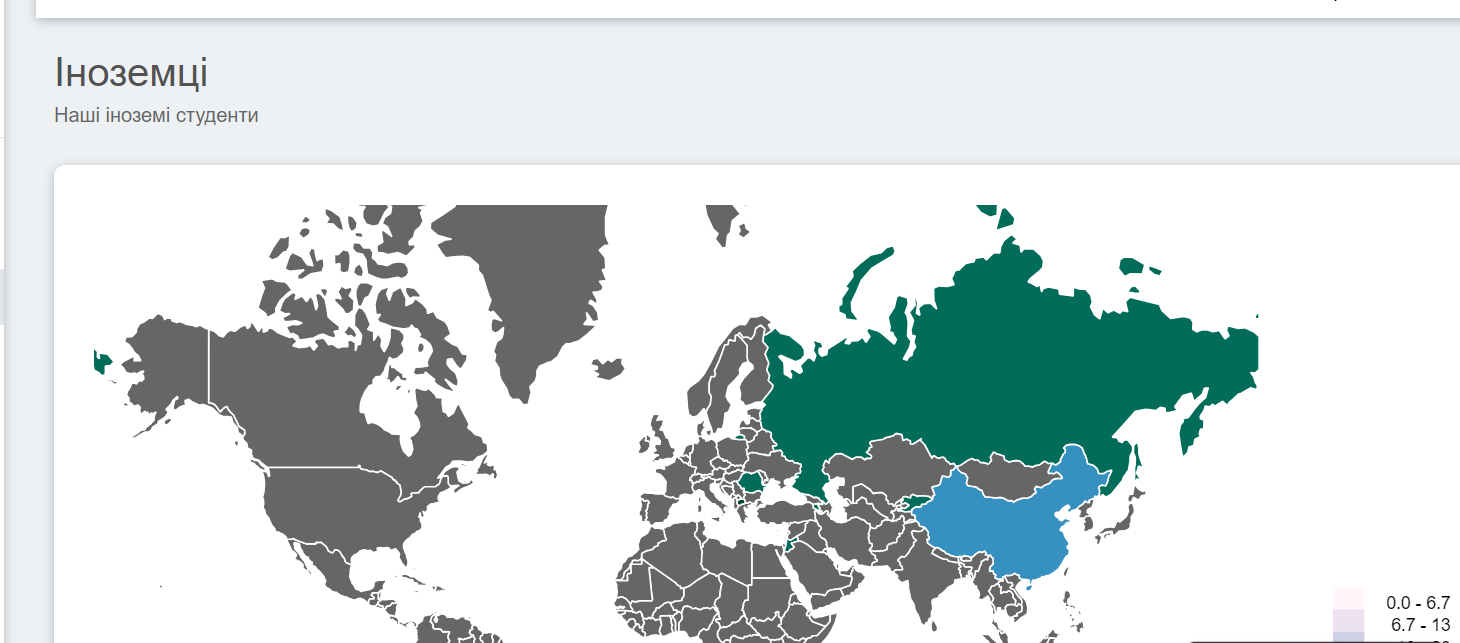 Іноземці
Наші іноземі студенти
0.0 - 6.7
6.7 - 13